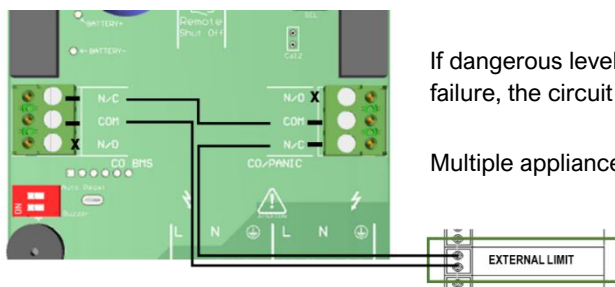 BATTERY+
Remote
Shut Off
←-BATTERY-
Cal2
N/C
COM
N/O
X
CO BMS
N/O X
COM
N/C
CO/PANIC
Auto Reset
Buzzer
ON
L N L N
If dangerous level
failure, the circuit
Multiple appliance
EXTERNAL LIMIT